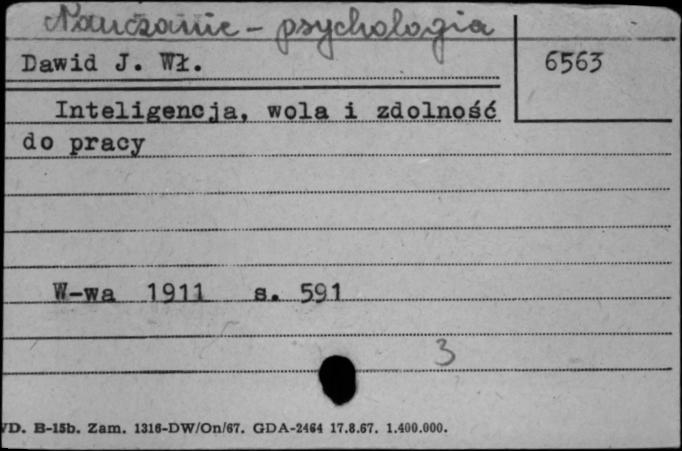 Nauczanie - psychologia
Dawid J. Wł.
6563
Inteligencja, wola i zdolność
do pracy
W-wa 1911 s. 591
3
VD. B-15b. Zam. 1316-DW/On/67. GDA-2464 17.8.67. 1.400.000.